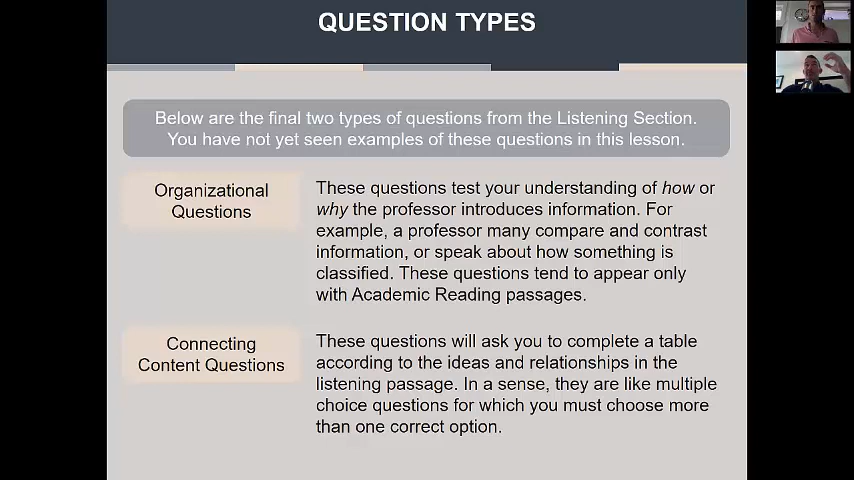 QUESTION TYPES
Below are the final two types of questions from the Listening Section.
You have not yet seen examples of these questions in this lesson.
Organizational
Questions
These questions test your understanding of how or
why the professor introduces information. For
example, a professor many compare and contrast
information, or speak about how something is
classified. These questions tend to appear only
with Academic Reading passages.
Connecting
Content Questions
These questions will ask you to complete a table
according to the ideas and relationships in the
listening passage. In a sense, they are like multiple
choice questions for which you must choose more
than one correct option.